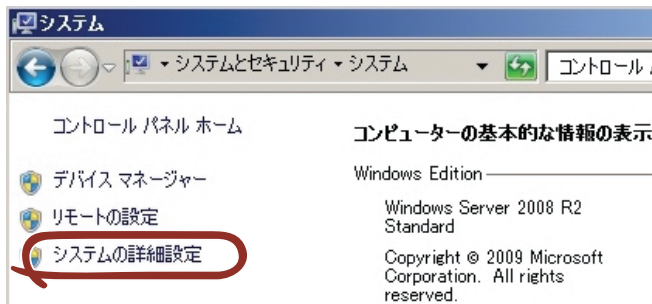 システム
システムとセキュリティ システム
コントロール
コントロール パネル ホーム
デバイス マネージャー
リモートの設定
システムの詳細設定
コンピューターの基本的な情報の表示
Windows Edition
Windows Server 2008 R2
Standard
Copyright © 2009 Microsoft
Corporation. All rights
reserved.